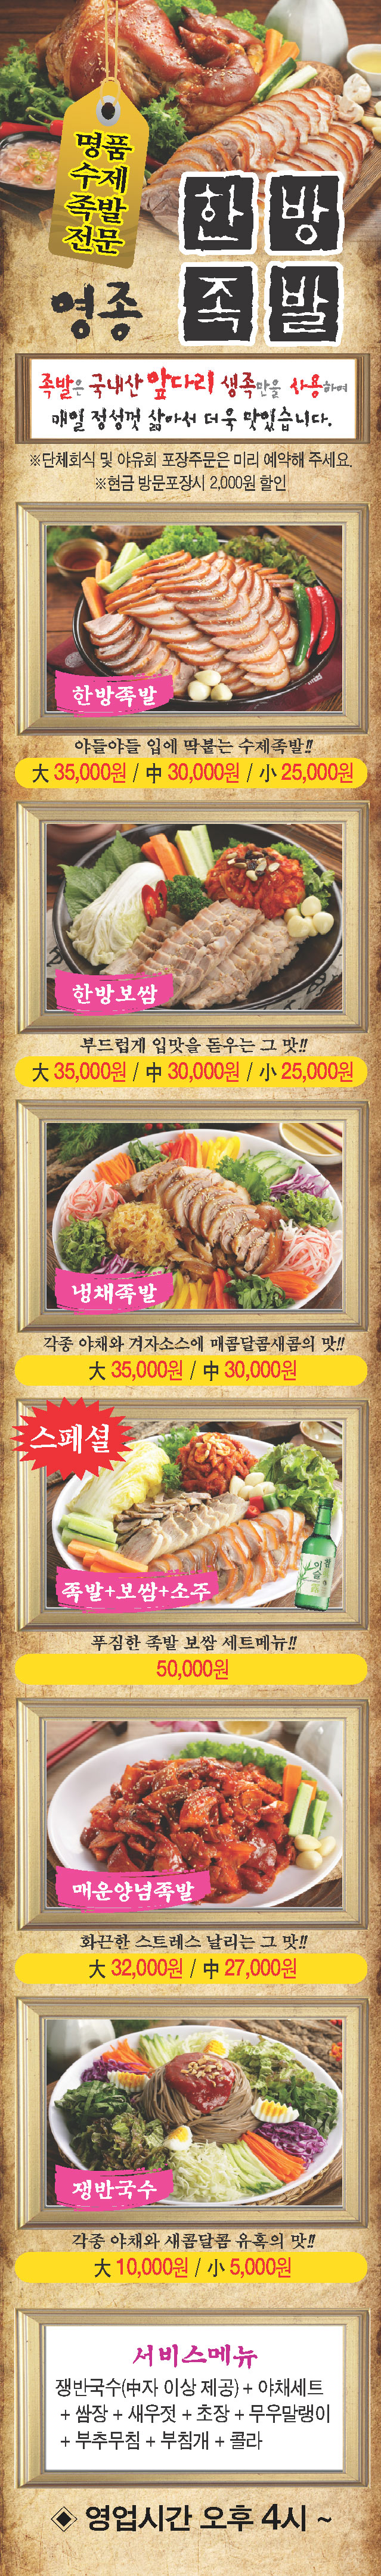 명품
수제
족발
전문
한방
족발
명종
족발은 국내산 앞다리 생족만을 사용하여
매일 정성껏 삶아서 더욱 맛있습니다.
※단체회식 및 야유회 포장주문은 미리 예약해 주세요.
※현금 방문포장시 2,000원 할인
한방족발
야들야들 입에 딱붙는 수제족발!!
大 35,000원 / 中 30,000원 / 小 25,000원
한방보쌈
부드럽게 입맛을 돋우는 그 맛!!
大 35,000원 / 中 30,000원 / 小 25,000원
냉채족발
각종 야채와 겨자소스에 매콤달콤새콤의 맛!!
大 35,000원 / 中 30,000원
스페셜
이슬
족발+보쌈+소주
푸짐한 족발 보쌈 세트메뉴!!
50,000원
매운양념족발
화끈한 스트레스 날리는 그 맛!!
大 32,000원 / 中 27,000원
쟁반국수
각종 야채와 새콤달콤 유혹의 맛!!
大 10,000원 / 小 5,000원
서비스메뉴
쟁반국수(中자 이상 제공) + 야채세트
+ 쌈장 + 새우젓 + 초장 + 무우말랭이
+ 부추무침 + 부침개 + 콜라
◈ 영업시간 오후 4시 ~